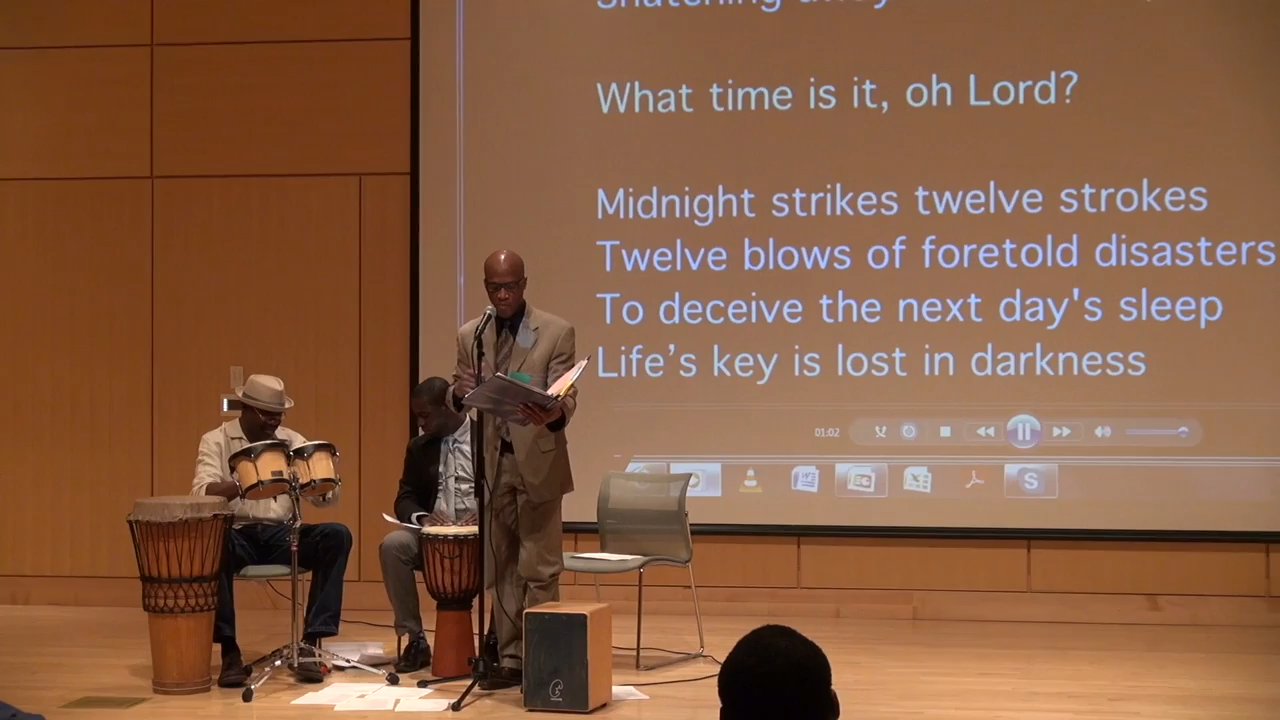 What time is it, oh Lord?
Midnight strikes twelve strokes
Twelve blows of foretold disasters
To deceive the next day's sleep
Life’s key is lost in darkness
01:02
S